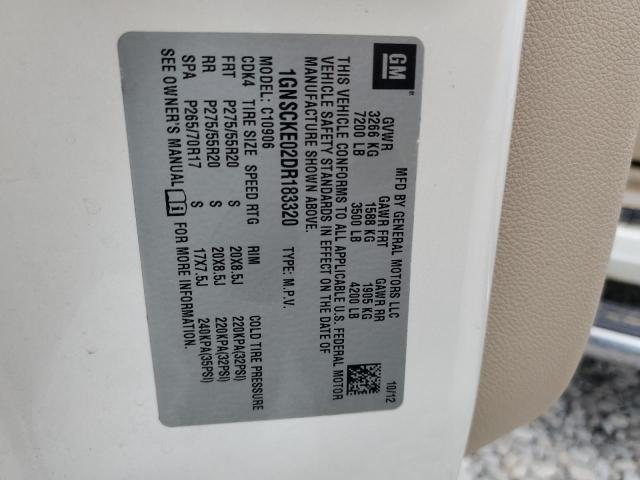 GM
MFD BY GENERAL MOTORS LLC
10/12
GVWR GAWR FRT GAWR RR
3266 KG 1588 KG 1905 KG
7200 LB 3500 LB 4200 LB
THIS VEHICLE CONFORMS TO ALL APPLICABLE U.S. FEDERAL MOTOR
VEHICLE SAFETY STANDARDS IN EFFECT ON THE DATE OF
MANUFACTURE SHOWN ABOVE.
1GNSCKE02DR183320 TYPE: M.P.V.
MODEL: C10906
CDK4 TIRE SIZE SPEED RTG RIM COLD TIRE PRESSURE
FRT P275/55R20 S 20X8.5J 220KPA(32PSI)
RR P275/55R20 S 20X8.5J 220KPA(32PSI)
SPA P265/70R17 S 17X7.5J 240KPA(35PSI)
SEE OWNER'S MANUAL FOR MORE INFORMATION.